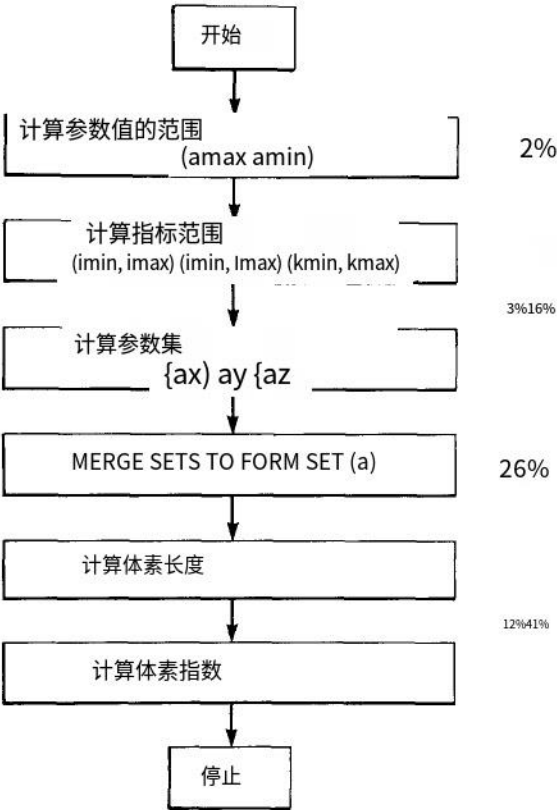 开始
计算参数值的范围
(amax amin)
2%
计算指标范围
(imin, imax) (imin, Imax) (kmin, kmax)
3%16%
计算参数集
{ax) ay {az
MERGE SETS TO FORM SET (a)
26%
计算体素长度
12%41%
计算体素指数
停止